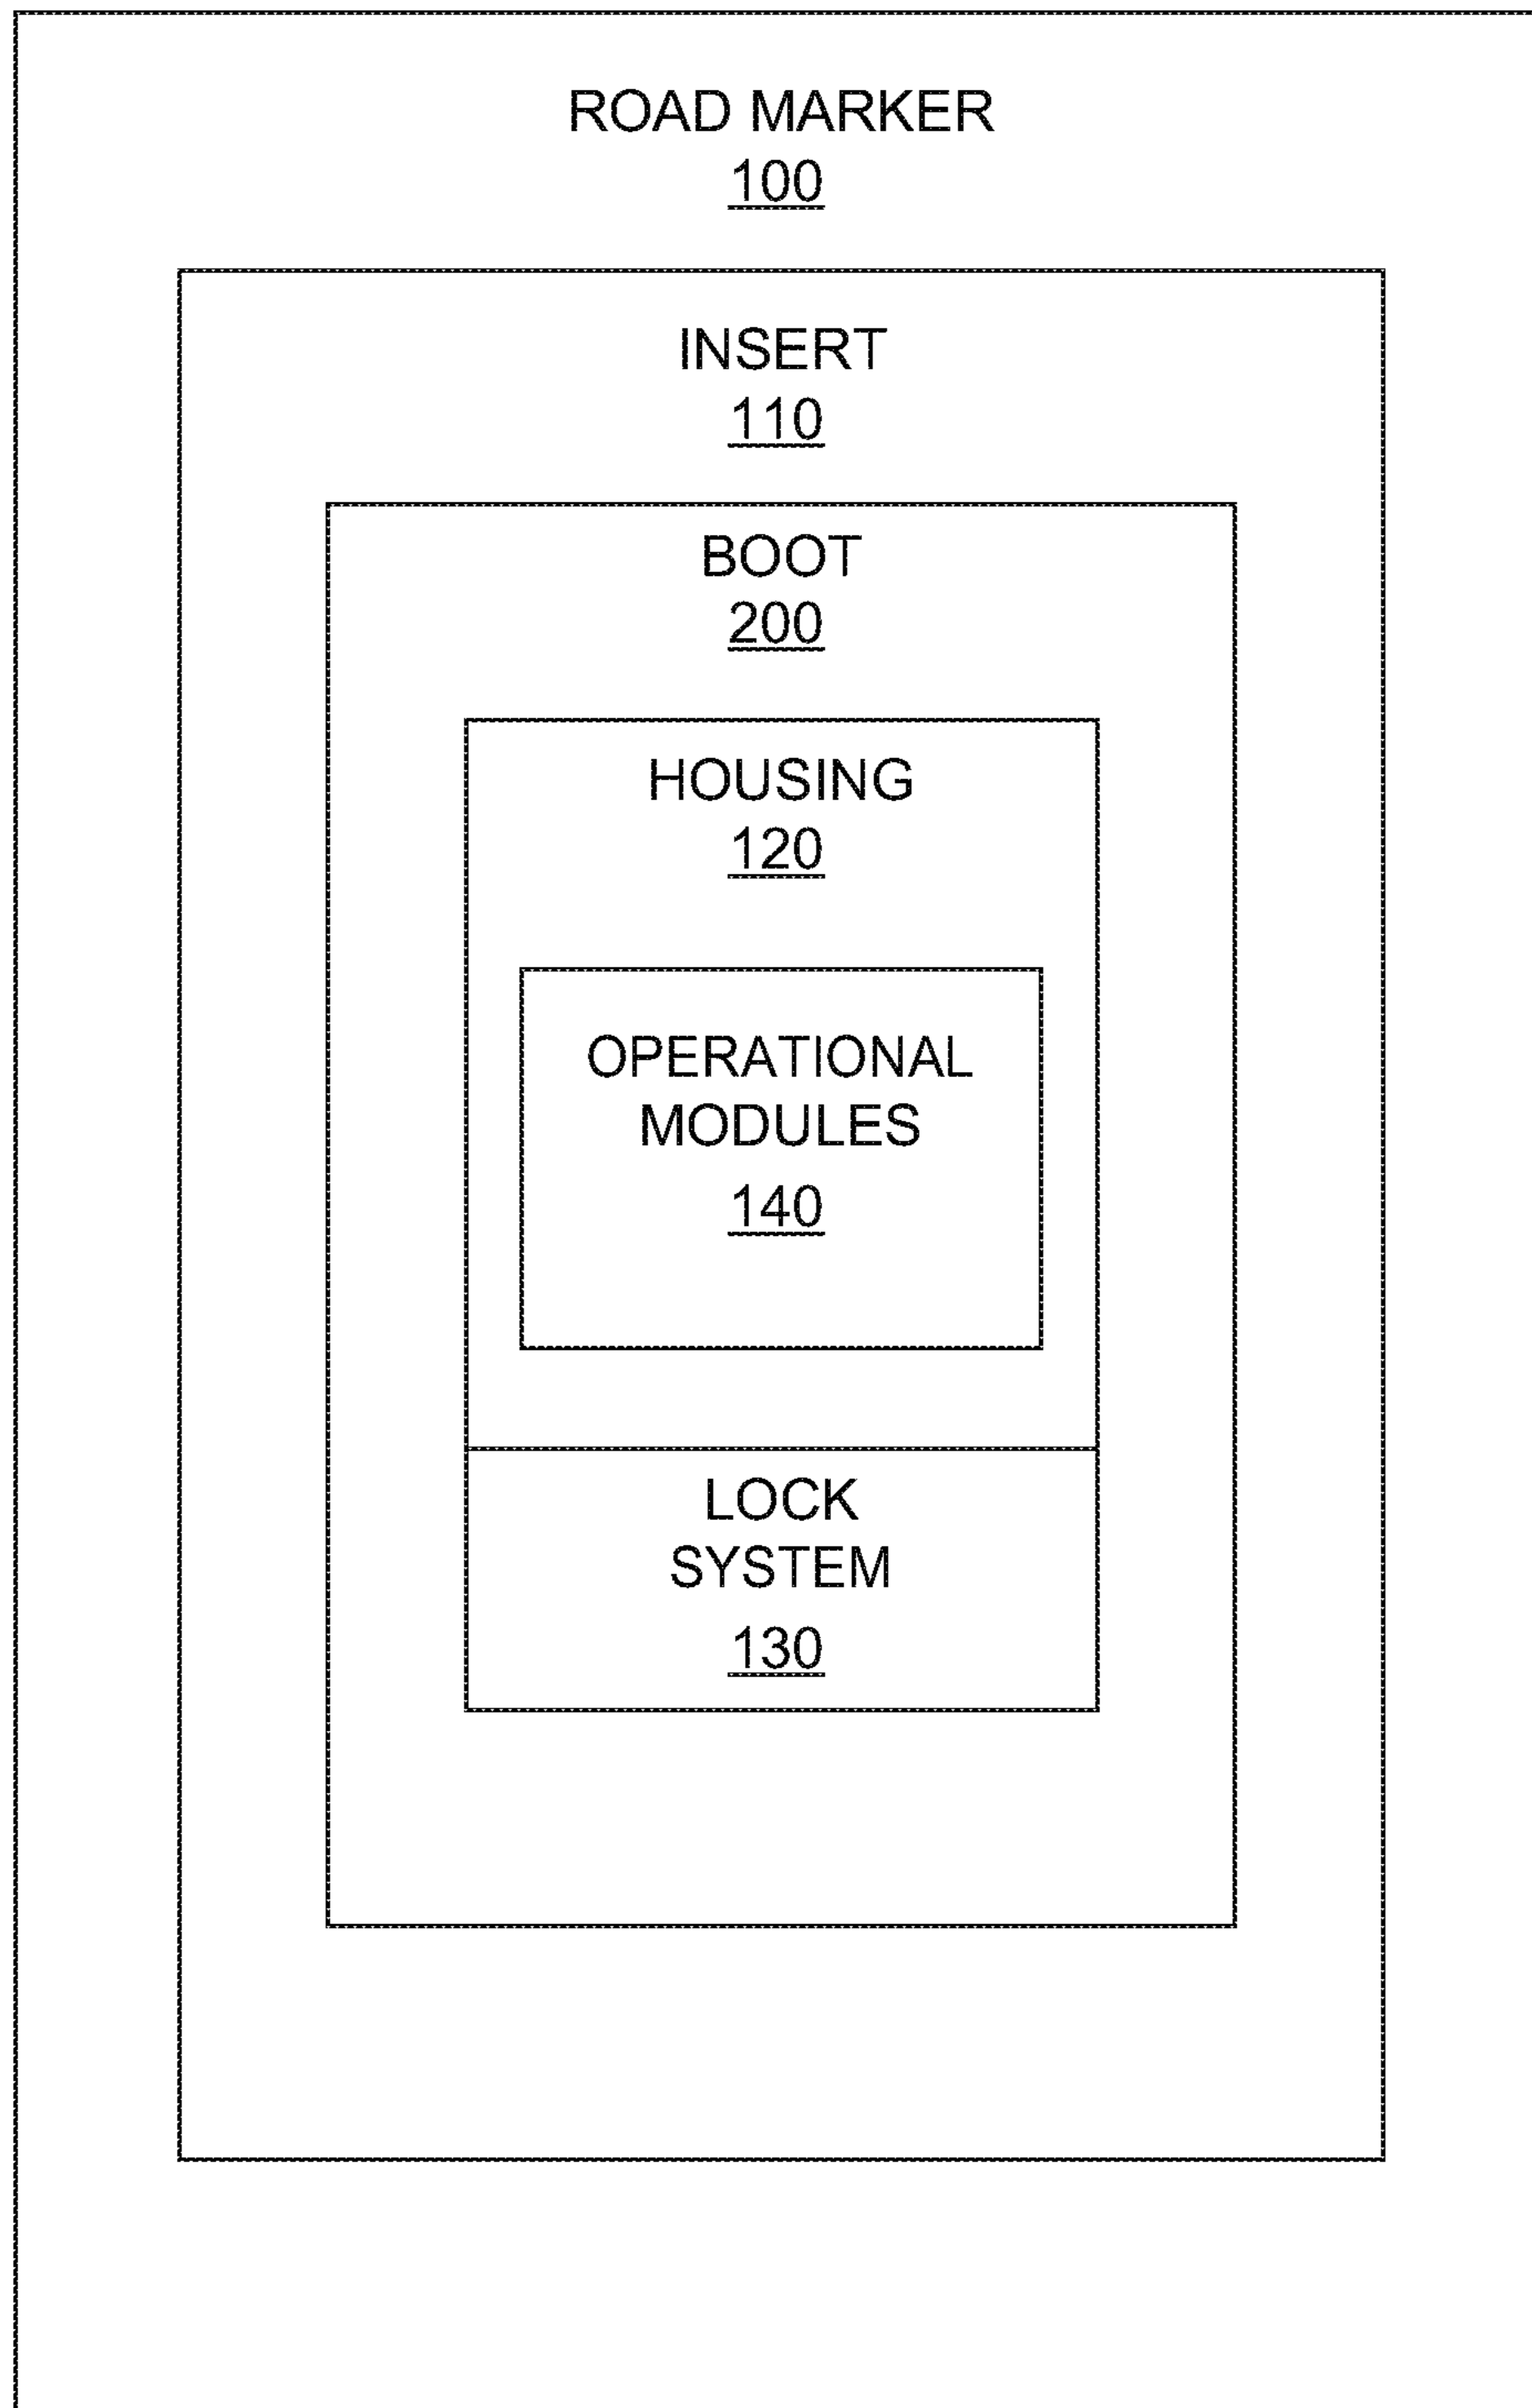 ROAD MARKER
100
INSERT
110
BOOT
200
HOUSING
120
OPERATIONAL
MODULES
140
LOCK
SYSTEM
130